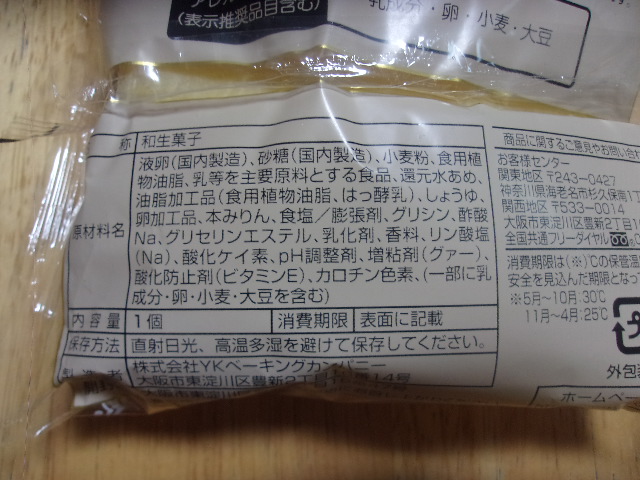 (表示推奨品目含む)
乳成分・卵・小麦・大豆
称 和生菓子
原材料名
液卵(国内製造)、砂糖(国内製造)、小麦粉、食用植
物油脂、乳等を主要原料とする食品、還元水あめ、
油脂加工品(食用植物油脂、はっ酵乳)、しょうゆ、
卵加工品、本みりん、食塩/膨張剤、グリシン、酢酸
Na、グリセリンエステル、乳化剤、香料、リン酸塩
(Na)、酸化ケイ素、pH調整剤、増粘剤(グァー)、
酸化防止剤(ビタミンE)、カロチン色素、(一部に乳
成分・卵・小麦・大豆を含む)
内容量 1個 消費期限 表面に記載
保存方法 直射日光、高温多湿を避けて保存してください。
製造者 株式会社YKベーキングカンパニー
大阪市東淀川区豊新2丁目16番14号
商品に関するご意見やお問い合わ
お客様センター
関東地区 〒243-0427
神奈川県海老名市杉久保南1丁
関西地区 〒533-0014
大阪市東淀川区豊新2丁目1
全国共通フリーダイヤル
消費期限は(※)℃の保管温
安全を見込んだ期限となっ
※5月~10月:30℃
11月~4月:25℃
プ
外包装
ホームペー